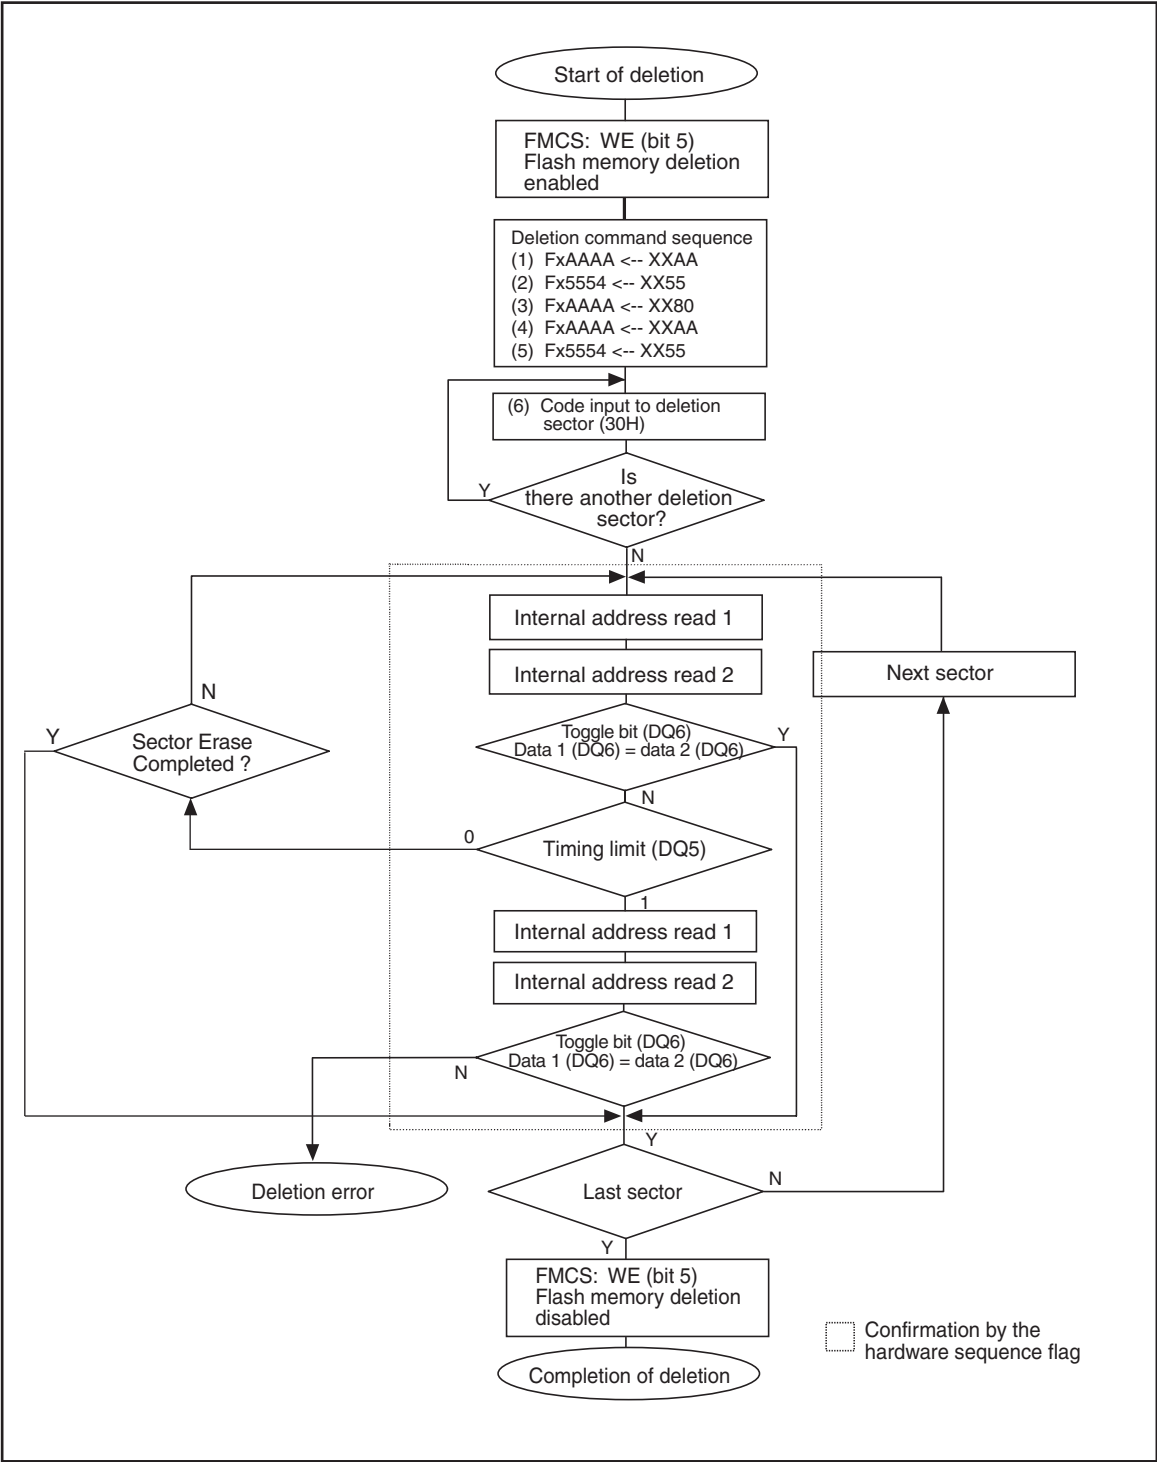 Start of deletion
FMCS: WE (bit 5)
Flash memory deletion
enabled
Deletion command sequence
(1) FxAAAA <-- XXAA
(2) Fx5554 <-- XX55
(3) FxAAAA <-- XX80
(4) FxAAAA <-- XXAA
(5) Fx5554 <-- XX55
(6) Code input to deletion
sector (30H)
Is
there another deletion
sector?
Y
N
Internal address read 1
Internal address read 2
Next sector
N
Y
Sector Erase
Completed ?
Toggle bit (DQ6)
Data 1 (DQ6) = data 2 (DQ6)
Y
N
0
Timing limit (DQ5)
1
Internal address read 1
Internal address read 2
Toggle bit (DQ6)
Data 1 (DQ6) = data 2 (DQ6)
N
Y
Deletion error
Last sector
N
Y
FMCS: WE (bit 5)
Flash memory deletion
disabled
Completion of deletion
Confirmation by the
hardware sequence flag